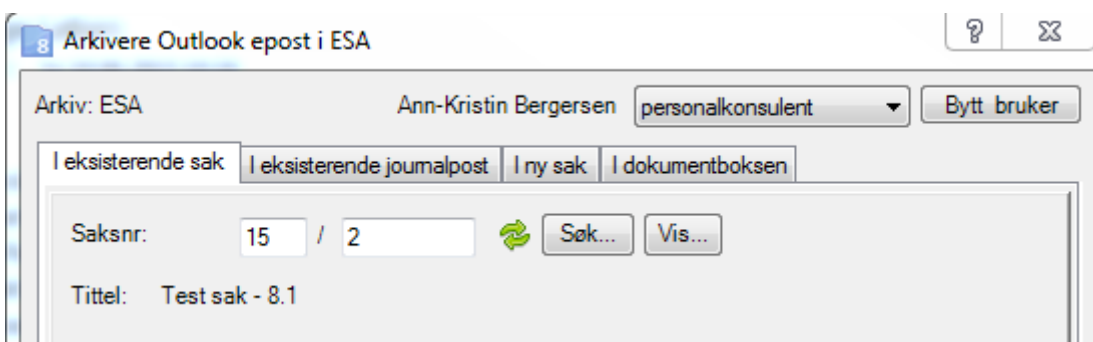 8 Arkivere Outlook epost i ESA
Arkiv: ESA Ann-Kristin Bergersen personalkonsulent Bytt bruker
I eksisterende sak I eksisterende journalpost I ny sak I dokumentboksen
Saksnr: 15 / 2 Søk... Vis...
Tittel: Test sak - 8.1